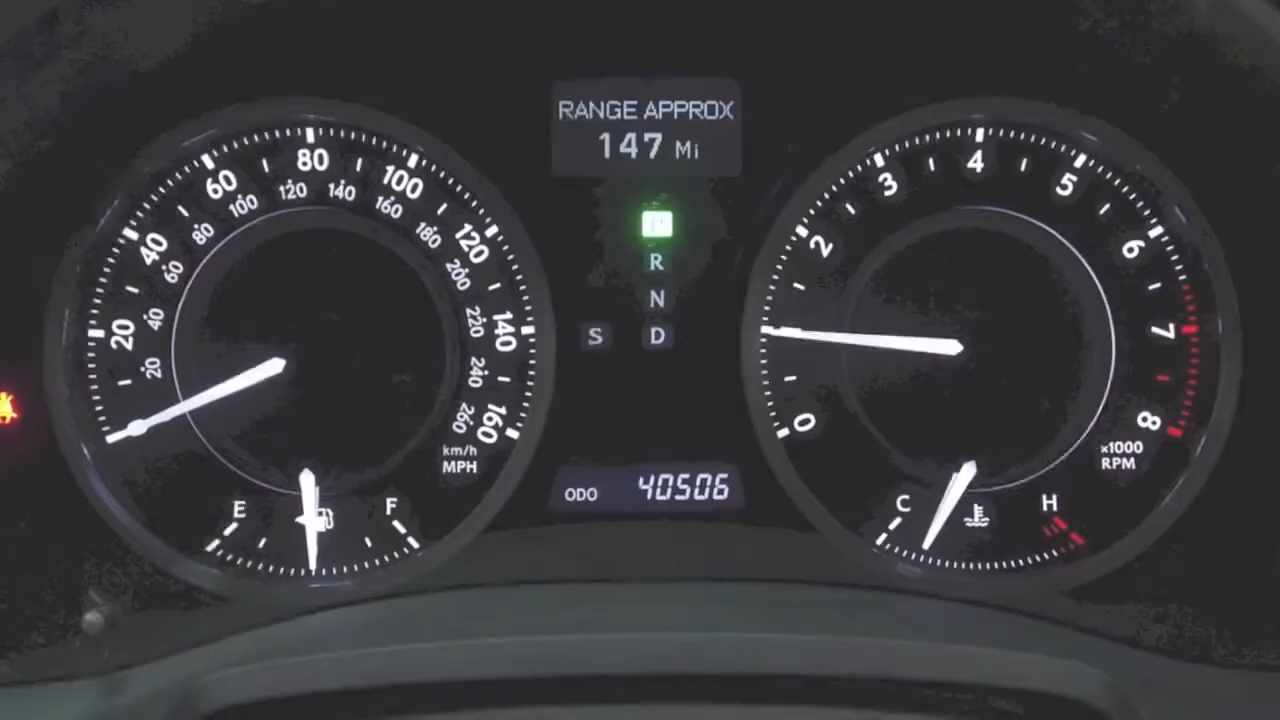 RANGE APPROX
147 Mi
P
R
N
S D
ODO 40506
20 40 60 80 100 120 140 160
20 40 60 80 100 120 140 160 180 200 220 240 260
km/h
MPH
E F
0 2 3 4 5 6 7 8
x1000
RPM
C H